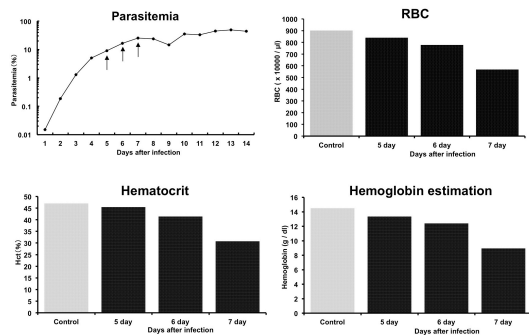 Parasitemia
Parasitemia (%)
100
10
1
0.1
0.01
1 2 3 4 5 6 7 8 9 10 11 12 13 14
Days after infection
RBC
RBC ( x 10000 / µl)
1000
900
800
700
600
500
400
300
200
100
0
Control 5 day 6 day 7 day
Days after infection
Hematocrit
Hct (%)
50
45
40
35
30
25
20
15
10
5
0
Control 5 day 6 day 7 day
Days after infection
Hemoglobin estimation
Hemoglobin (g / dl)
16
14
12
10
8
6
4
2
0
Control 5 day 6 day 7 day
Days after infection